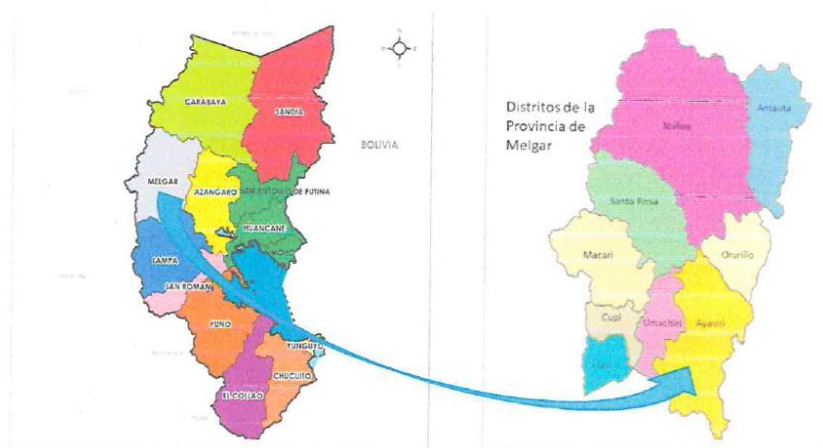 CARABAYA
SANDIA
BOLIVIA
MELGAR
AZANGARO
SAN ANTONIO DE PUTINA
HUANCANE
LAMPA
SAN ROMAN
PUNO
YUNGUYO
CHUCUITO
EL COLLAO
Distritos de la
Provincia de
Melgar
Nuñoa
Antauta
Santa Rosa
Macari
Orurillo
Cupi
Umachiri
Ayaviri